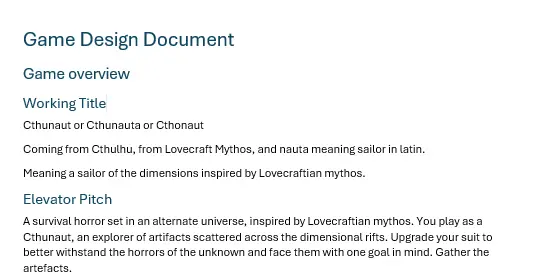 Game Design Document
Game overview
Working Title
Cthunaut or Cthunauta or Cthonaut
Coming from Cthulhu, from Lovecraft Mythos, and nauta meaning sailor in latin.
Meaning a sailor of the dimensions inspired by Lovecraftian mythos.
Elevator Pitch
A survival horror set in an alternate universe, inspired by Lovecraftian mythos. You play as a
Cthunaut, an explorer of artifacts scattered across the dimensional rifts. Upgrade your suit to
better withstand the horrors of the unknown and face them with one goal in mind. Gather the
artefacts.